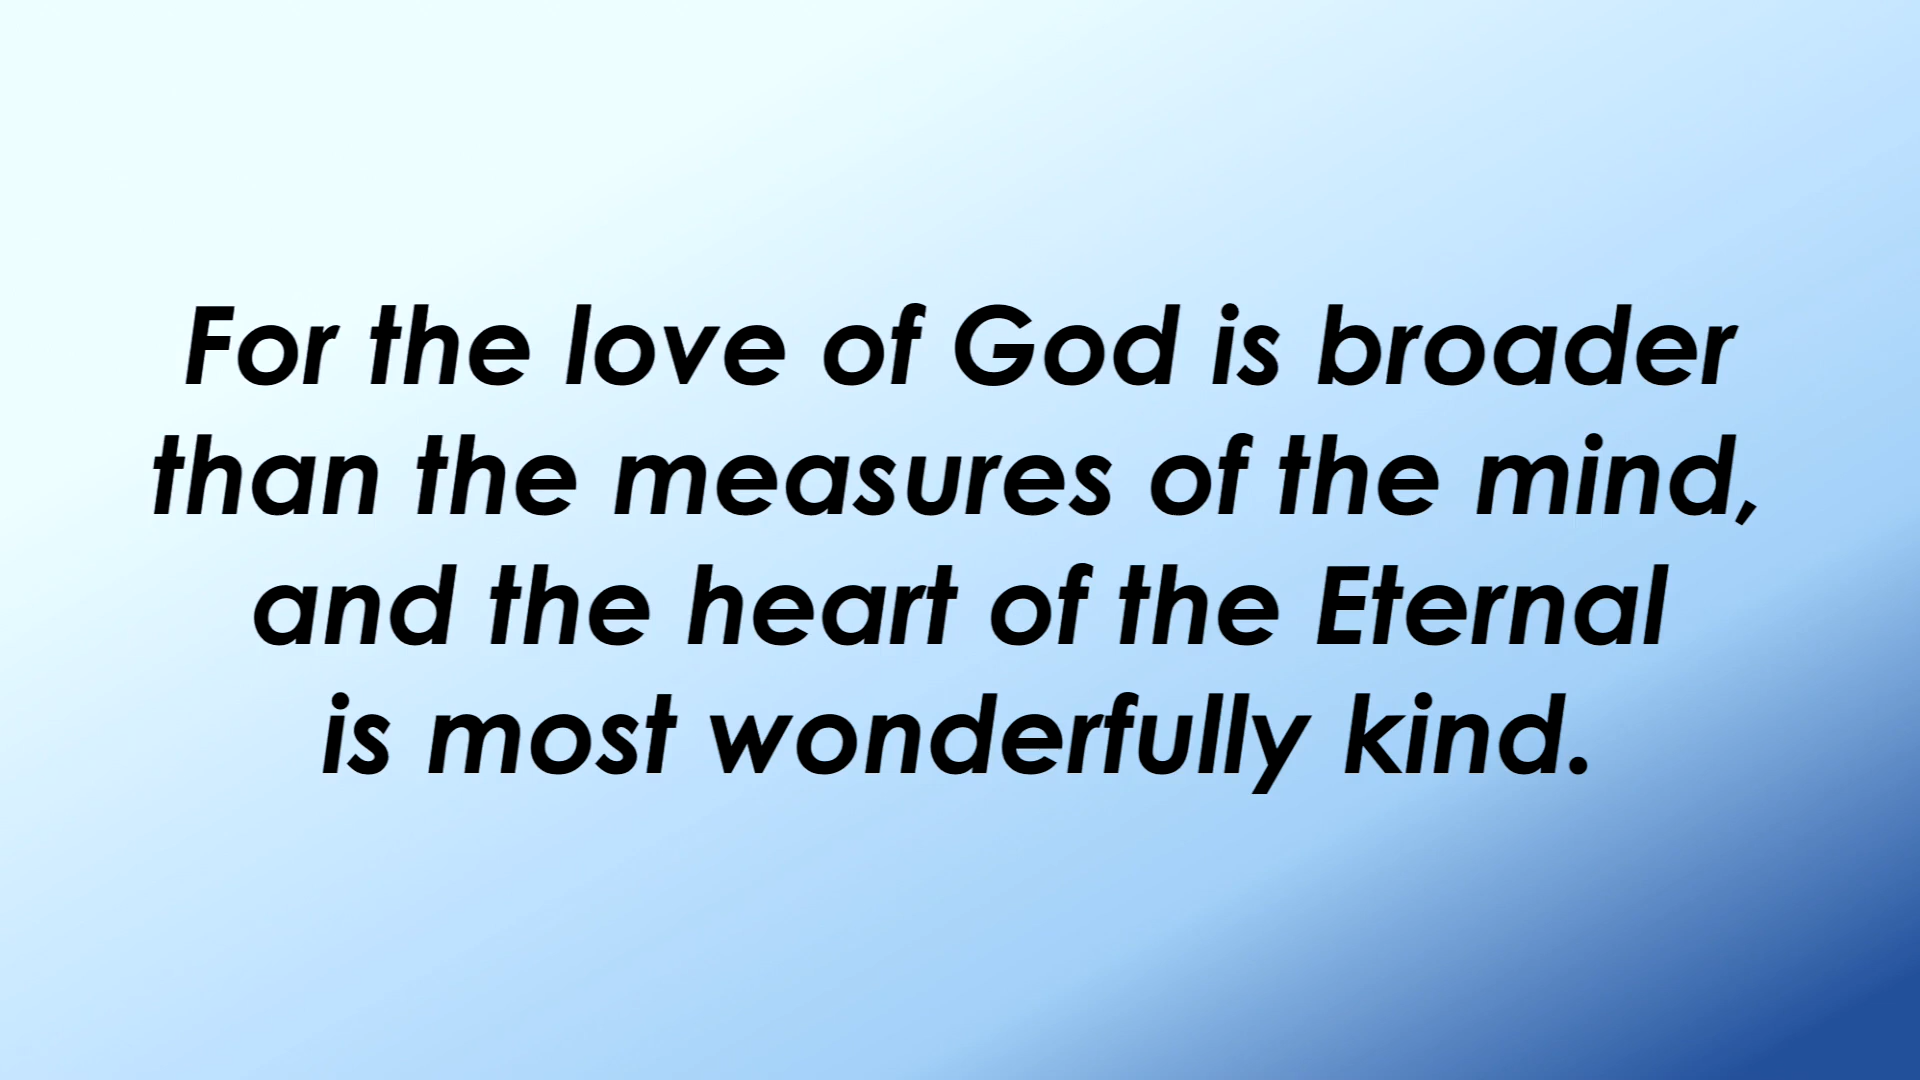 For the love of God is broader
than the measures of the mind,
and the heart of the Eternal
is most wonderfully kind.